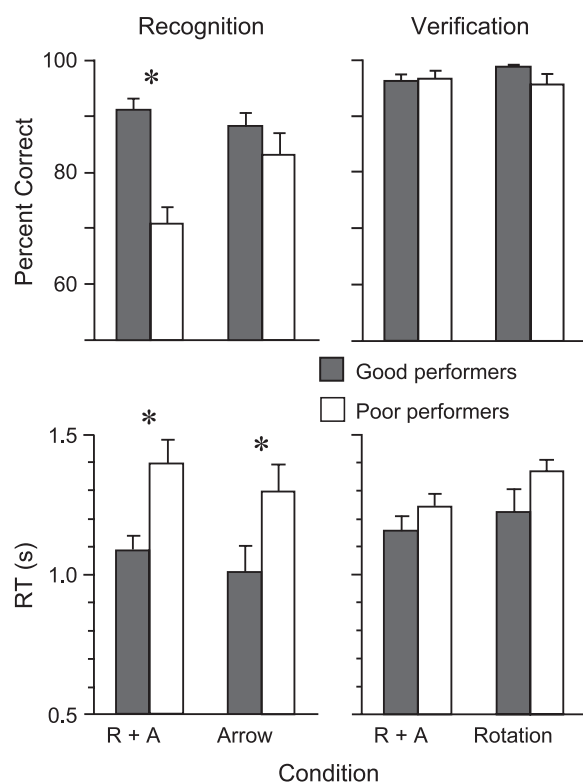 Recognition
Verification
Percent Correct
100
80
60
*
Good performers
Poor performers
RT (s)
1.5
1.0
0.5
*
*
R + A
Arrow
R + A
Rotation
Condition